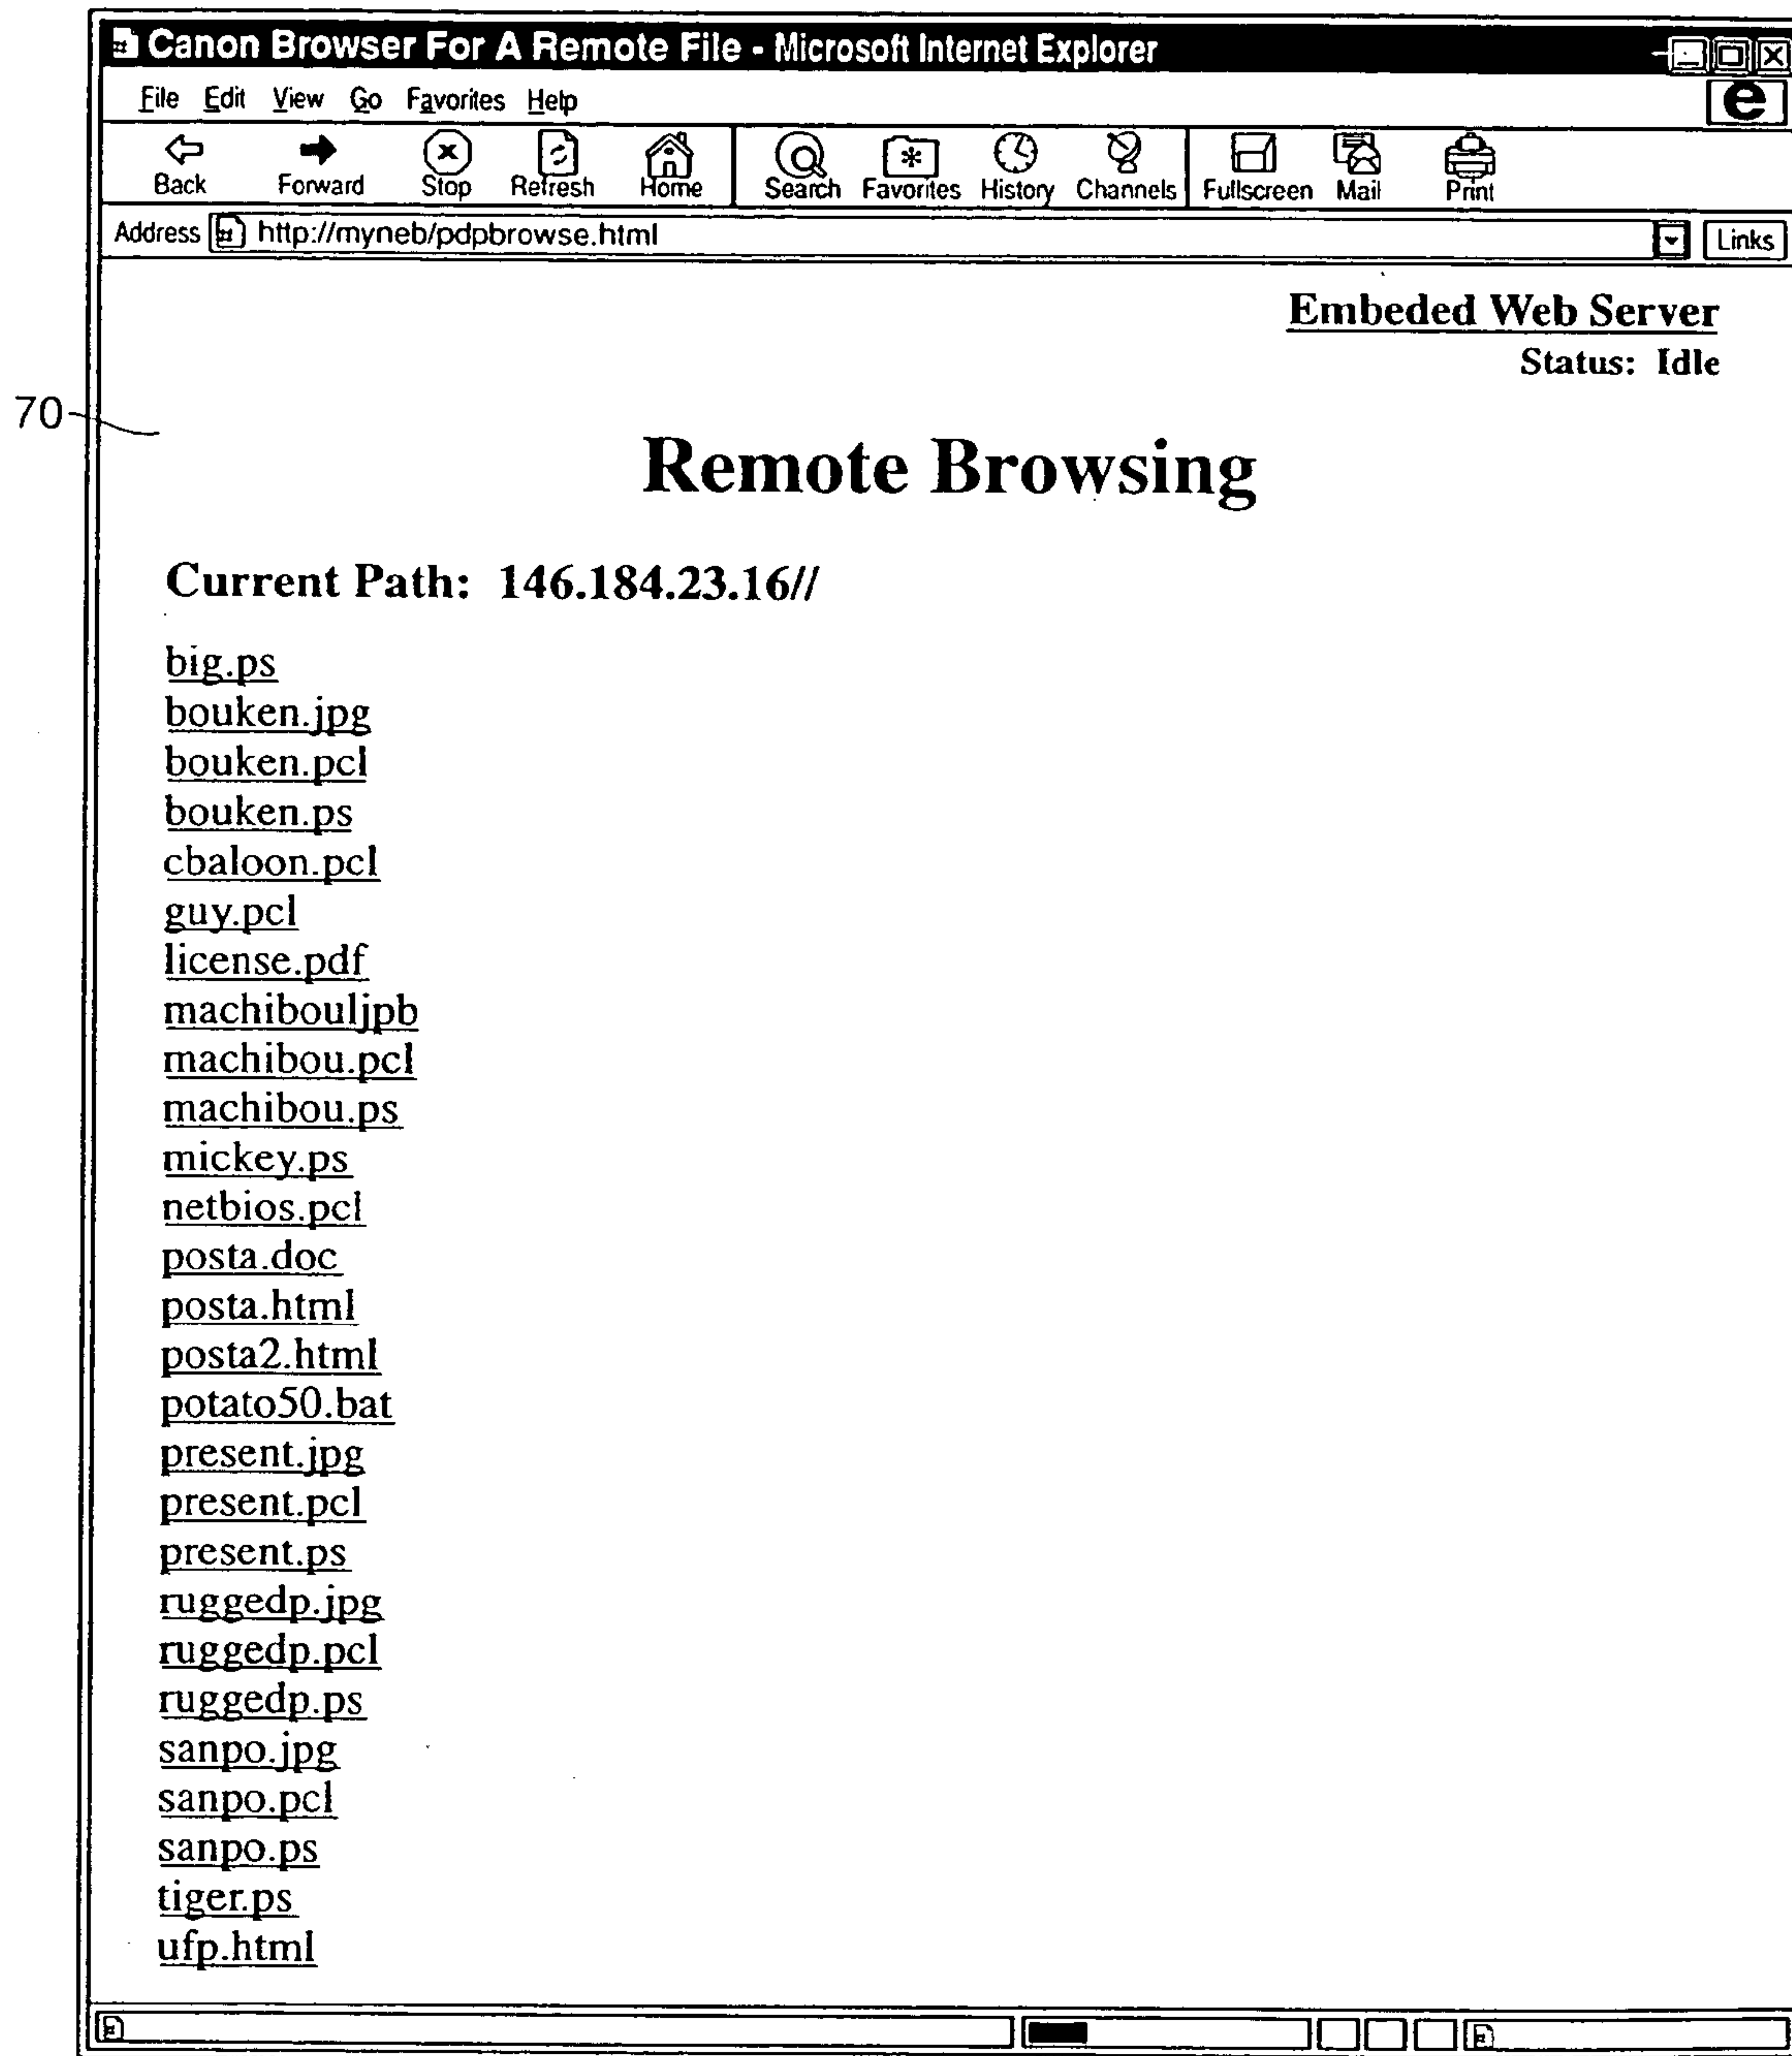 Canon Browser For A Remote File - Microsoft Internet Explorer
File Edit View Go Favorites Help
e
Back Forward Stop Refresh Home Search Favorites History Channels Fullscreen Mail Print
Address http://myneb/pdpbrowse.html Links
Embeded Web Server
Status: Idle
70
Remote Browsing
Current Path: 146.184.23.16//
big.ps
bouken.jpg
bouken.pcl
bouken.ps
cbaloon.pcl
guy.pcl
license.pdf
machibouljpb
machibou.pcl
machibou.ps
mickey.ps
netbios.pcl
posta.doc
posta.html
posta2.html
potato50.bat
present.jpg
present.pcl
present.ps
ruggedp.jpg
ruggedp.pcl
ruggedp.ps
sanpo.jpg
sanpo.pcl
sanpo.ps
tiger.ps
ufp.html